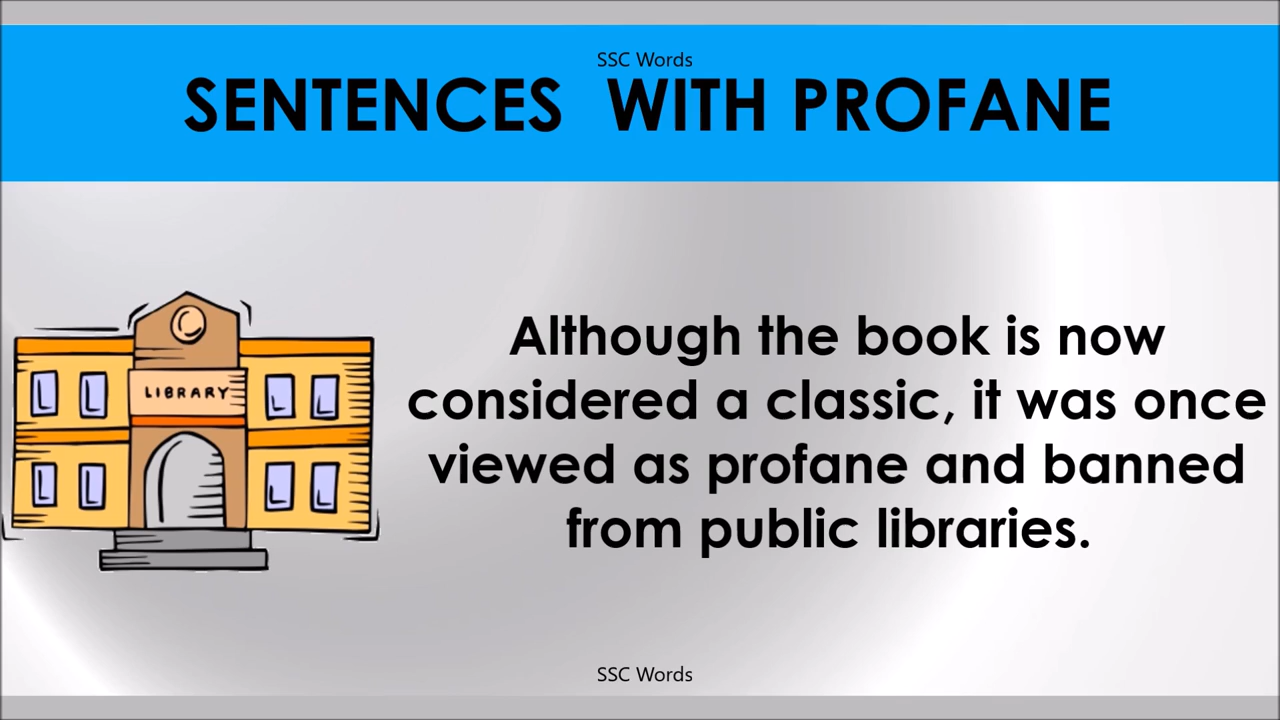 SSC Words
SENTENCES WITH PROFANE
LIBRARY
Although the book is now
considered a classic, it was once
viewed as profane and banned
from public libraries.
SSC Words